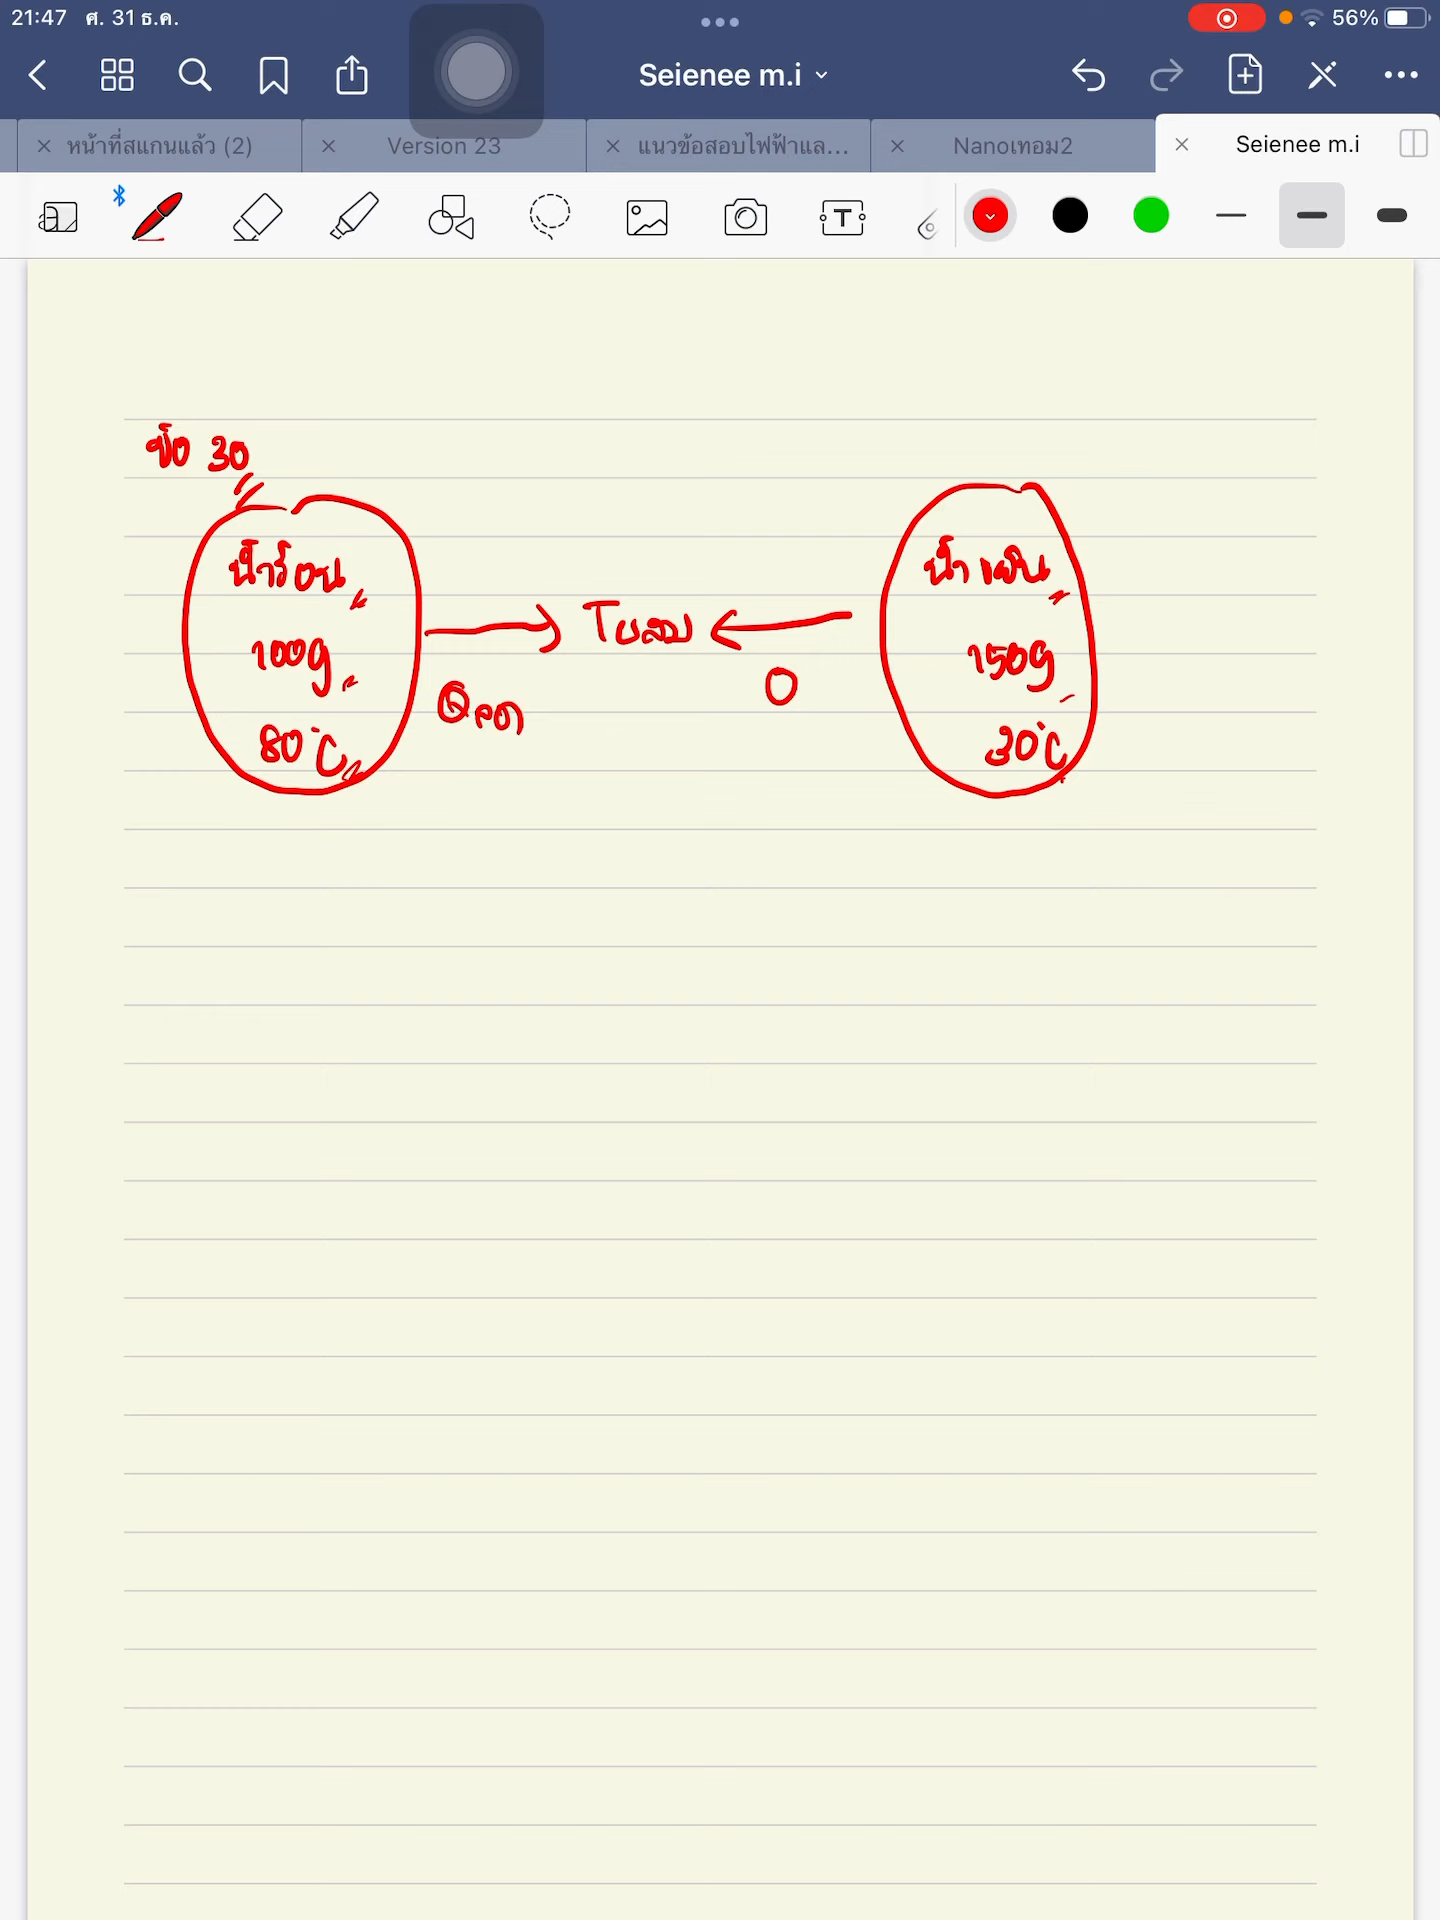 21:47 ศ. 31 ธ.ค. 56%
Seienee m.i
หน้าที่สแกนแล้ว (2) Version 23 แนวข้อสอบไฟฟ้าแล... Nanoเทอม2 Seienee m.i
ข้อ 30
น้ำร้อน น้ำเย็น
Tผสม
100g 150g
Qลด O
80°C 30°C